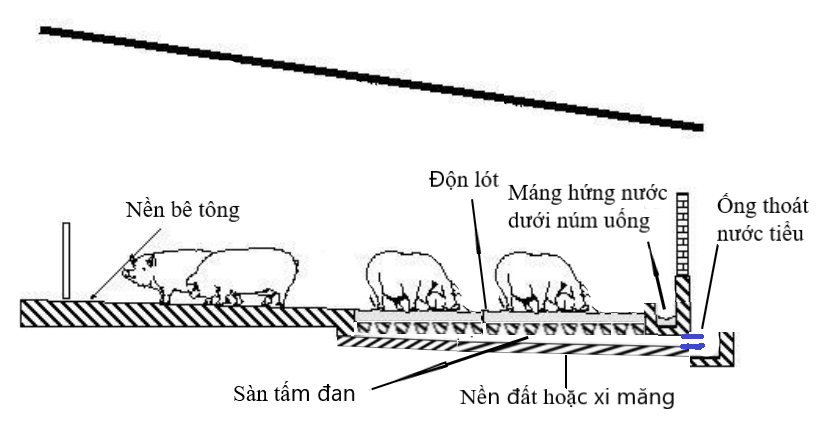 Độn lót
Máng hứng nước
dưới núm uống
Ống thoát
nước tiểu
Nền bê tông
Sàn tấm đan
Nền đất hoặc xi măng